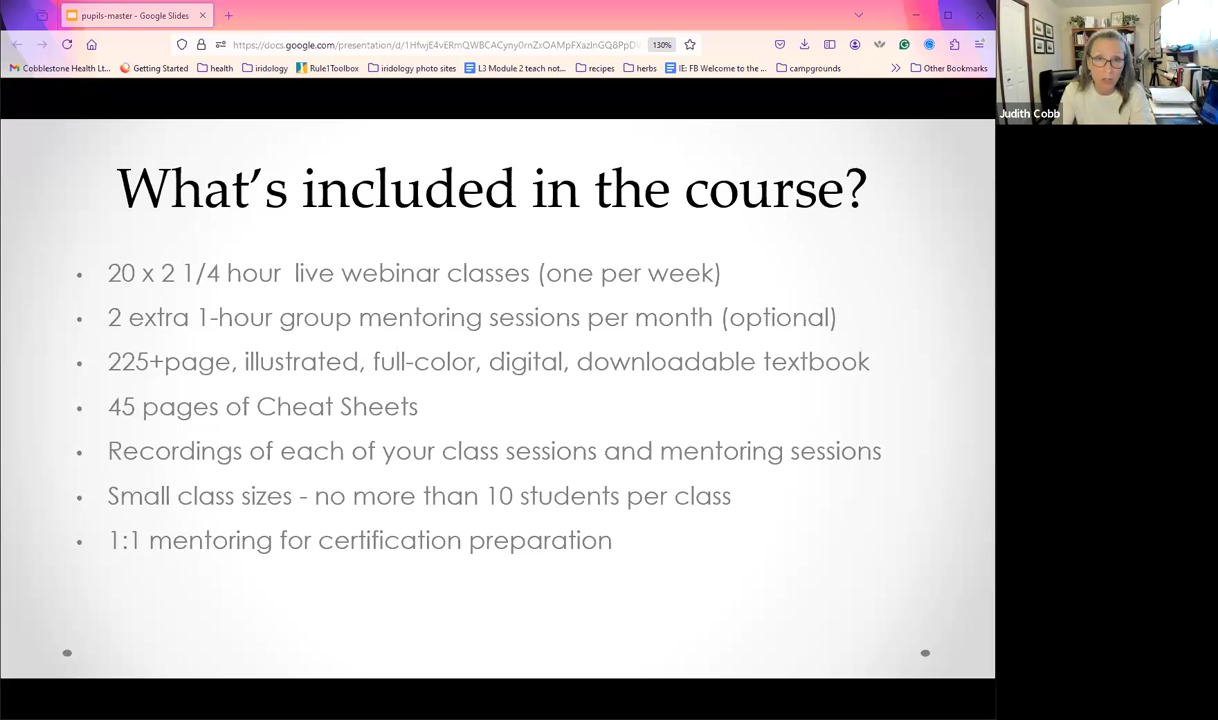 pupils-master - Google Slides
https://docs.google.com/presentation/d/1HfwjE4vERmQWBCACyny0rnZxOAMpFXazlnGQ8PpDV
130%
Cobblestone Health Lt...
Getting Started
health
iridology
Rule1Toolbox
iridology photo sites
L3 Module 2 teach not...
recipes
herbs
IE: FB Welcome to the ...
campgrounds
Other Bookmarks
Judith Cobb
What's included in the course?
• 20 x 2 1/4 hour live webinar classes (one per week)
• 2 extra 1-hour group mentoring sessions per month (optional)
• 225+page, illustrated, full-color, digital, downloadable textbook
• 45 pages of Cheat Sheets
• Recordings of each of your class sessions and mentoring sessions
• Small class sizes - no more than 10 students per class
• 1:1 mentoring for certification preparation